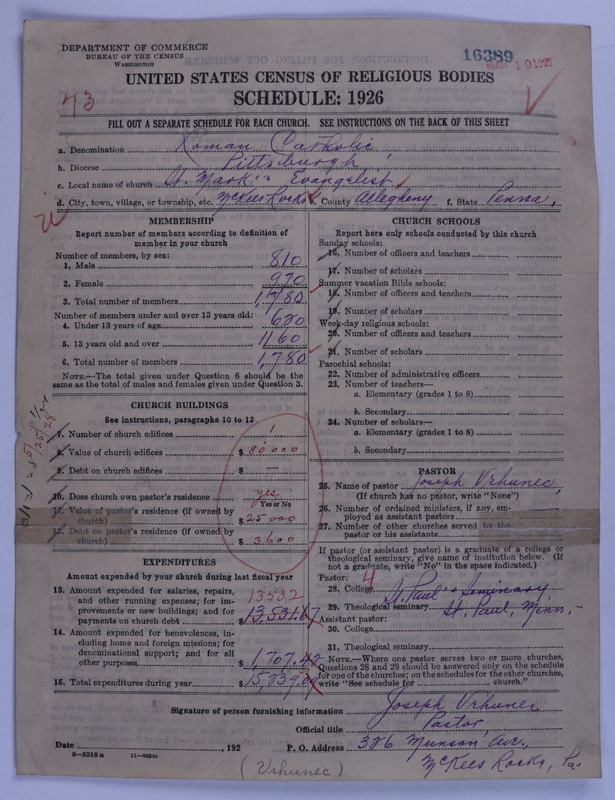 DEPARTMENT OF COMMERCE
BUREAU OF THE CENSUS
WASHINGTON
16389
MAR 19 1927
UNITED STATES CENSUS OF RELIGIOUS BODIES
SCHEDULE: 1926
73
FILL OUT A SEPARATE SCHEDULE FOR EACH CHURCH. SEE INSTRUCTIONS ON THE BACK OF THIS SHEET
a. Denomination Roman Catholic
b. Diocese Pittsburgh
c. Local name of church St. Mark's Evangelist
d. City, town, village, or township, etc. McKees Rocks e. County Allegheny f. State Penna.
MEMBERSHIP
Report number of members according to definition of
member in your church
Number of members, by sex:
1. Male 810
2. Female 970
3. Total number of members 1,780
Number of members under and over 13 years old:
4. Under 13 years of age 620
5. 13 years old and over 1160
6. Total number of members 1,780
NOTE.—The total given under Question 6 should be the
same as the total of males and females given under Question 3.
CHURCH BUILDINGS
See instructions, paragraphs 10 to 12
7. Number of church edifices 1
8. Value of church edifices $ 80000
9. Debt on church edifices $ —
10. Does church own pastor's residence yes
Yes or No
11. Value of pastor's residence (if owned by
church) $ 25000
12. Debt on pastor's residence (if owned by
church) $ 3600
EXPENDITURES
Amount expended by your church during last fiscal year
13. Amount expended for salaries, repairs,
and other running expenses; for im-
provements or new buildings; and for
payments on church debt 13532 $ 13,531.67
14. Amount expended for benevolences, in-
cluding home and foreign missions; for
denominational support; and for all
other purposes $ 1,707.42
15. Total expenditures during year $
CHURCH SCHOOLS
Report here only schools conducted by this church
Sunday schools:
16. Number of officers and teachers
17. Number of scholars
Summer vacation Bible schools:
18. Number of officers and teachers
19. Number of scholars
Week-day religious schools:
20. Number of officers and teachers
21. Number of scholars
Parochial schools:
22. Number of administrative officers
23. Number of teachers—
a. Elementary (grades 1 to 8)
b. Secondary
24. Number of scholars—
a. Elementary (grades 1 to 8)
b. Secondary
PASTOR
25. Name of pastor Joseph Vrhunec
(If church has no pastor, write "None")
26. Number of ordained ministers, if any, em-
ployed as assistant pastors
27. Number of other churches served by the
pastor or his assistants
If pastor (or assistant pastor) is a graduate of a college or
theological seminary, give name of institution below. (If
not a graduate, write "No" in the space indicated.)
Pastor: 4
28. College St. Paul's Seminary,
29. Theological seminary St. Paul, Minn.
Assistant pastor:
30. College
31. Theological seminary
NOTE.—Where one pastor serves two or more churches,
Questions 28 and 29 should be answered only on the schedule
for one of the churches; on the schedules for the other churches,
write "See schedule for church."
Signature of person furnishing information Joseph Vrhunec
Official title Pastor
Date , 192 P. O. Address 326 Munson Ave.,
McKees Rocks, Pa.
8—5518a 11—9054a
(Vrhunec)